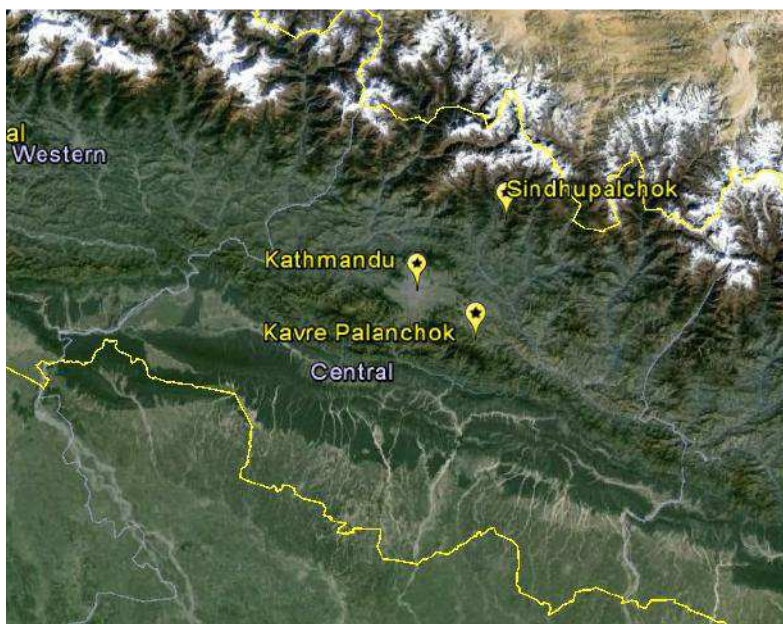 al
Western
Sindhupalchok
Kathmandu
Kavre Palanchok
Central